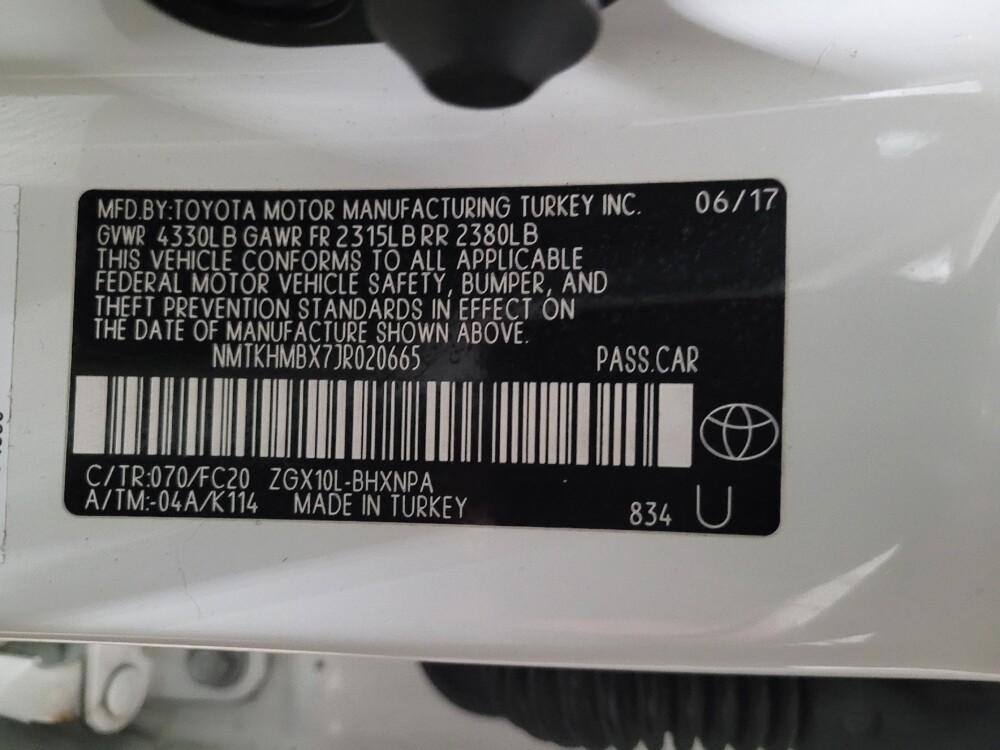 MFD.BY:TOYOTA MOTOR MANUFACTURING TURKEY INC. 06/17
GVWR 4330LB GAWR FR 2315LB RR 2380LB
THIS VEHICLE CONFORMS TO ALL APPLICABLE
FEDERAL MOTOR VEHICLE SAFETY, BUMPER, AND
THEFT PREVENTION STANDARDS IN EFFECT ON
THE DATE OF MANUFACTURE SHOWN ABOVE.
NMTKHMBX7JR020665 PASS.CAR
C/TR:070/FC20 ZGX10L-BHXNPA
A/TM:-04A/K114 MADE IN TURKEY 834 U